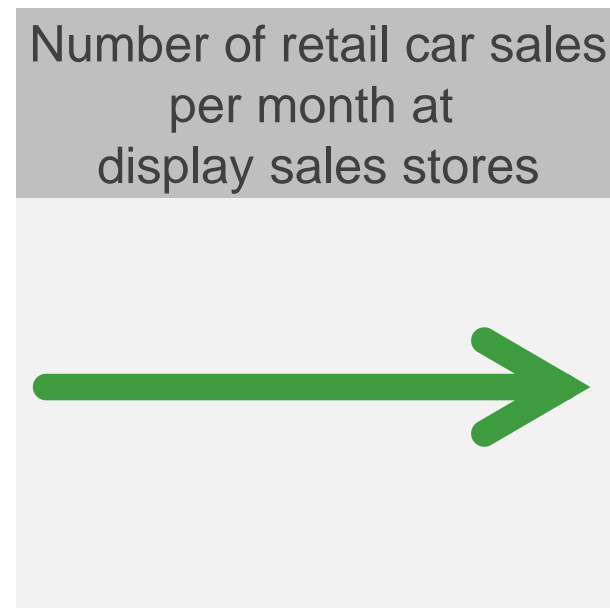 Number of retail car sales
per month at
display sales stores